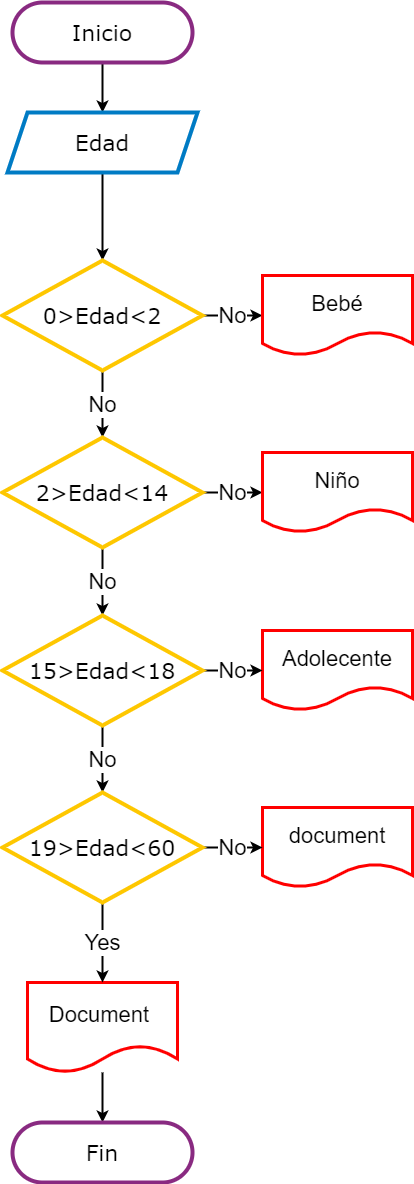 Inicio
Edad
0>Edad<2
No
Bebé
No
2>Edad<14
No
Niño
No
15>Edad<18
No
Adolecente
No
19>Edad<60
No
document
Yes
Document
Fin